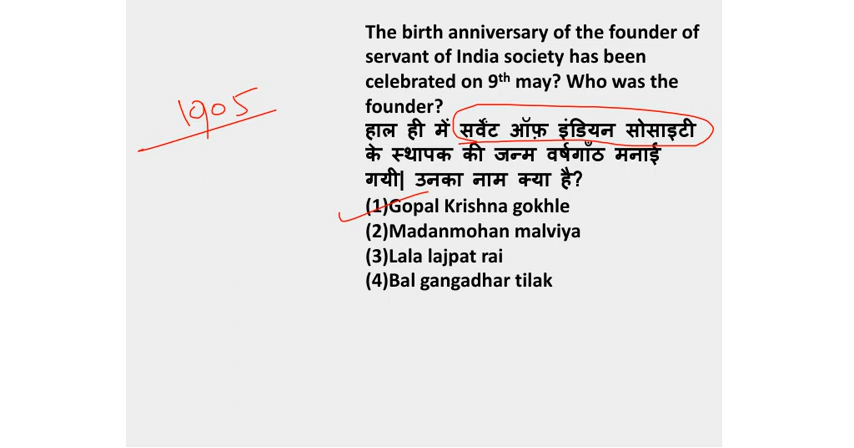 The birth anniversary of the founder of
servant of India society has been
celebrated on 9th may? Who was the
founder?
हाल ही में सर्वेंट ऑफ़ इंडियन सोसाइटी
के स्थापक की जन्म वर्षगाँठ मनाई
गयी| उनका नाम क्या है?
(1)Gopal Krishna gokhle
(2)Madanmohan malviya
(3)Lala lajpat rai
(4)Bal gangadhar tilak
1905